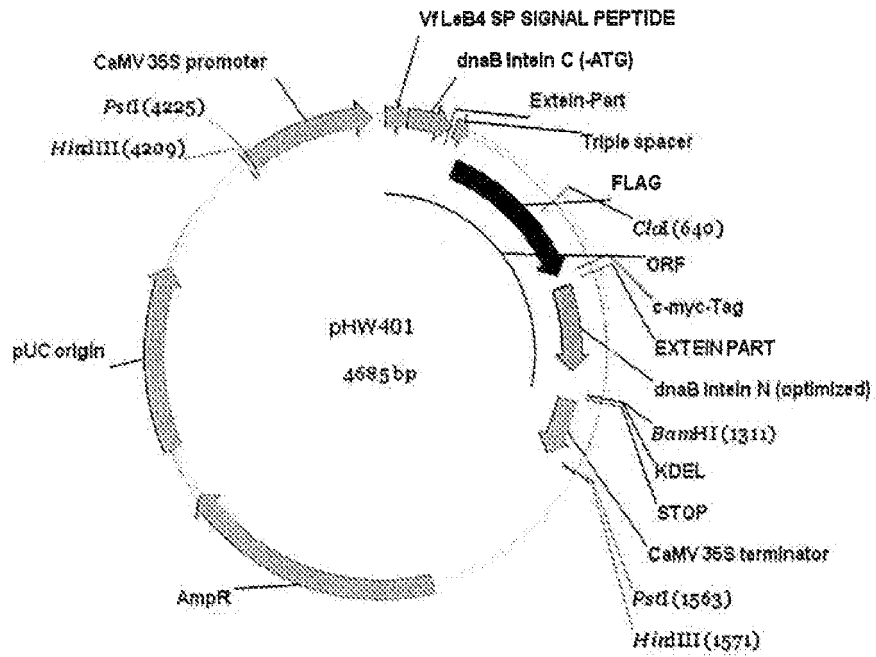 Vf LeB4 SP SIGNAL PEPTIDE
dnaB Intein C (-ATG)
CaMV 35S promoter
Extein-Part
PstI (4225)
Triple spacer
HindIII (4209)
FLAG
ClaI (640)
ORF
c-myc-Tag
pHW401
EXTEIN PART
pUC origin
4685 bp
dnaB Intein N (optimized)
BamHI (1311)
KDEL
STOP
CaMV 35S terminator
AmpR
PstI (1563)
HindIII (1571)